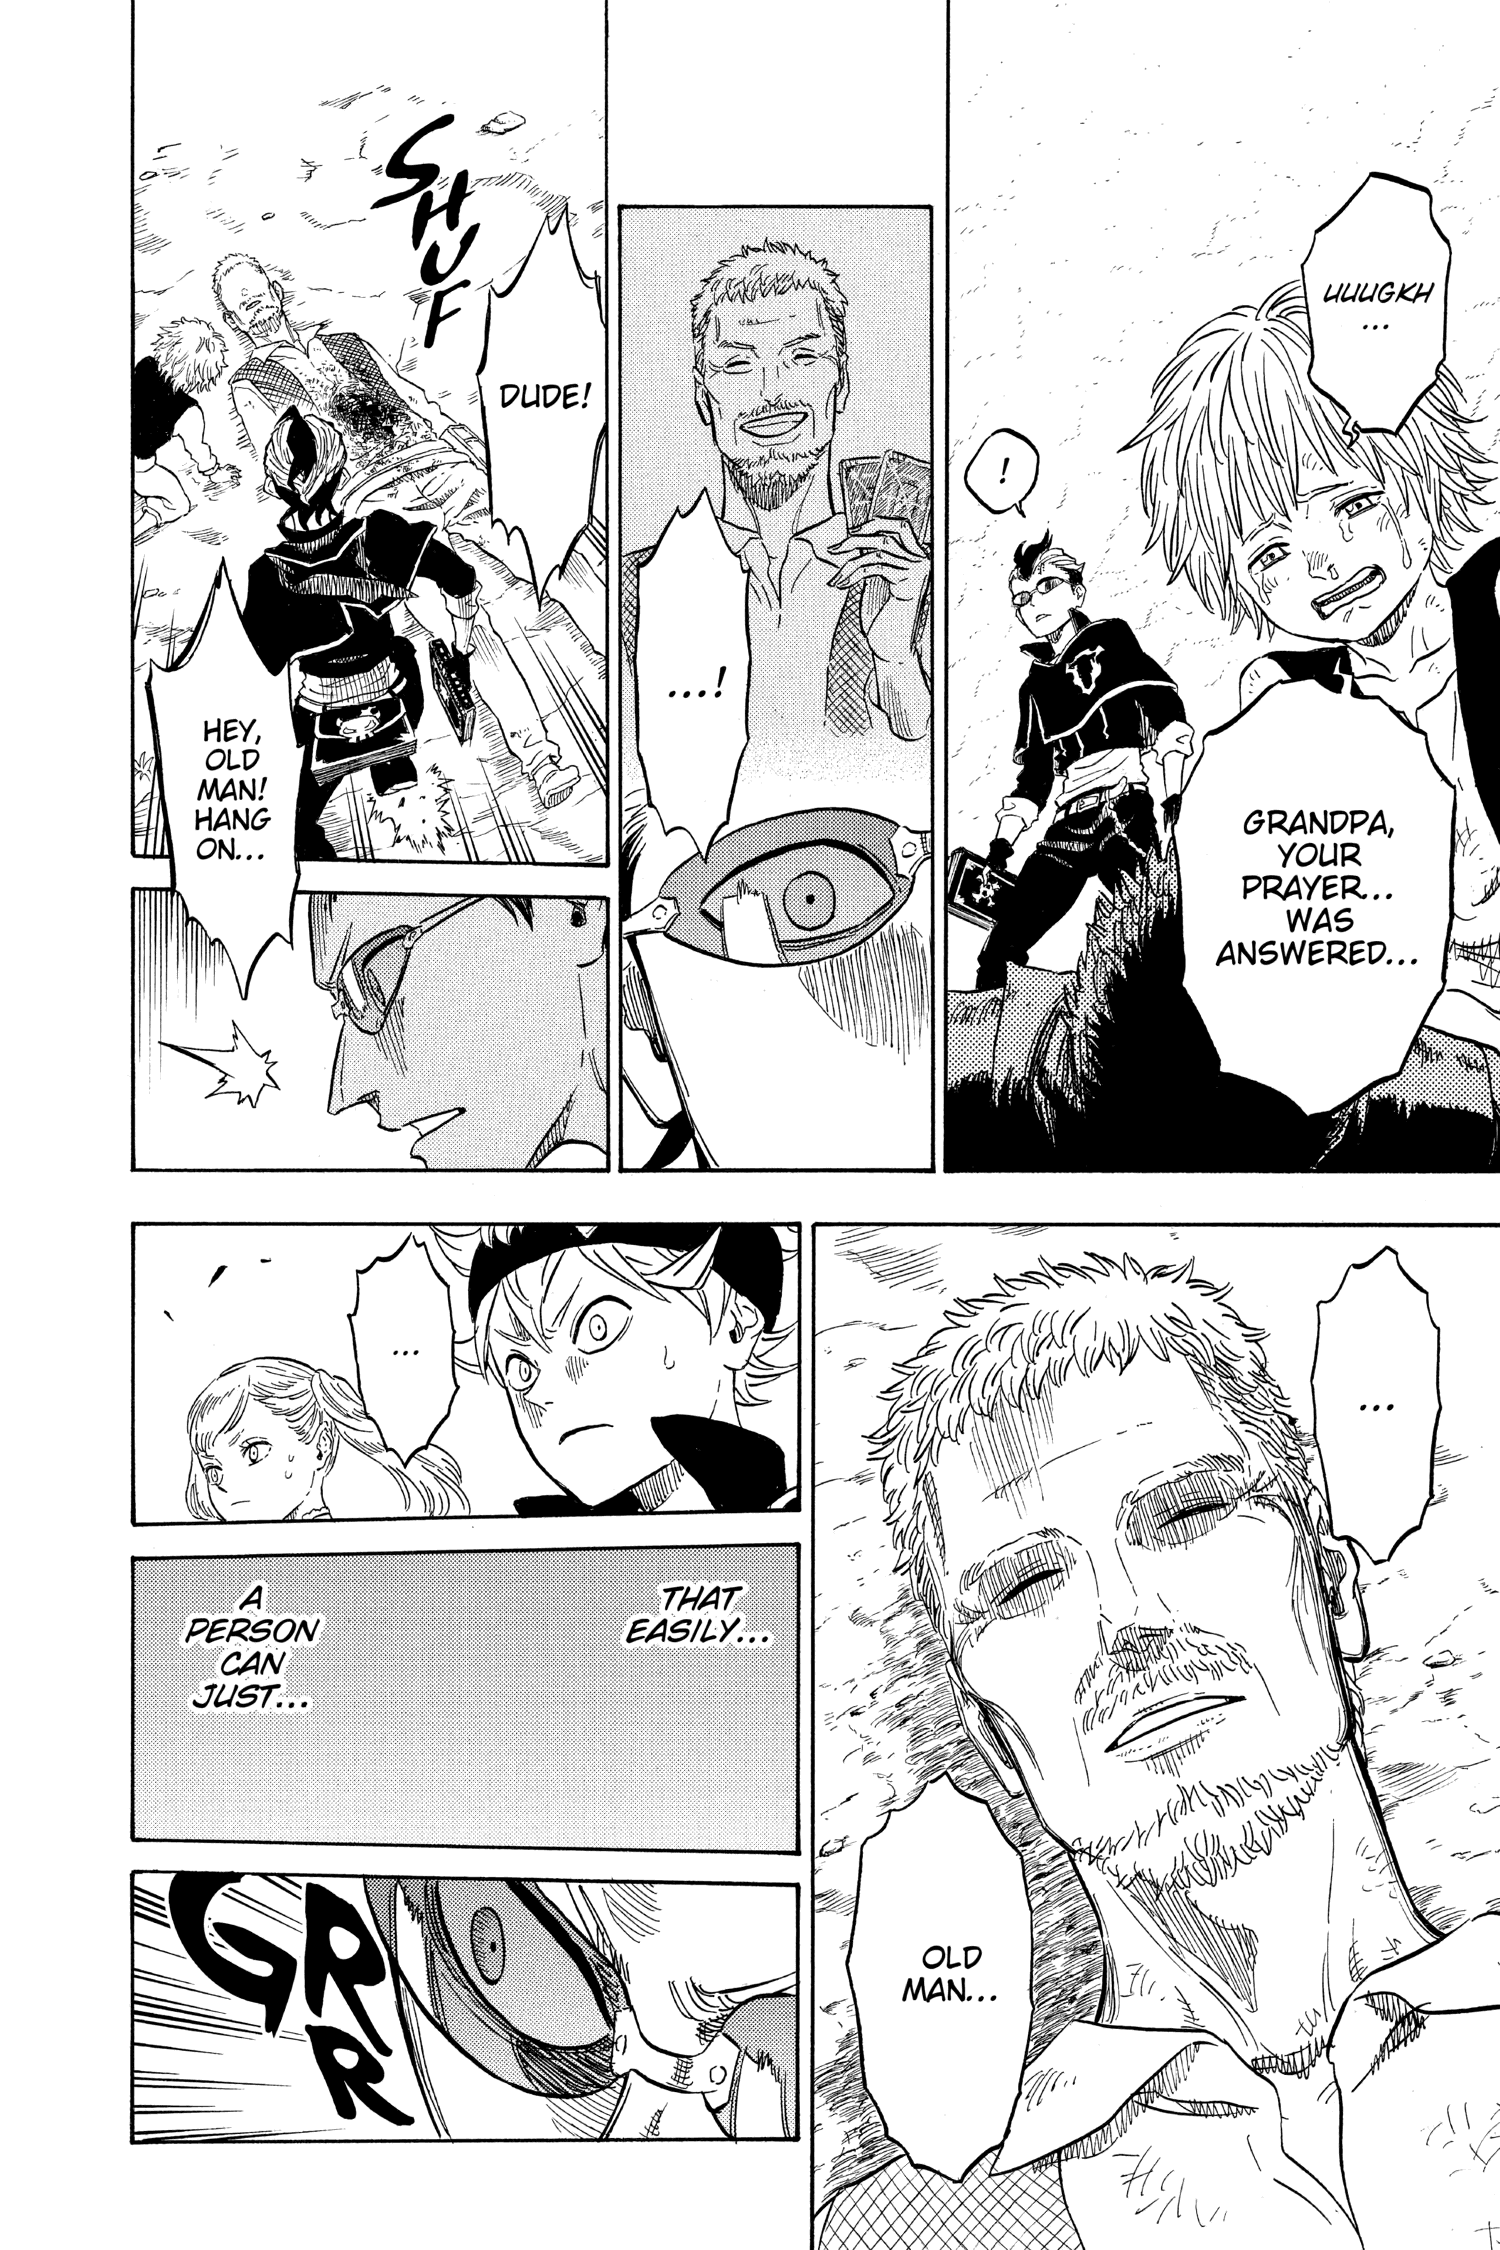 UUUGKH
...
!
GRANDPA,
YOUR
PRAYER...
WAS
ANSWERED...
...!
SHUF
DUDE!
HEY,
OLD
MAN!
HANG
ON...
...
OLD
MAN...
...
THAT
EASILY...
A
PERSON
CAN
JUST...
GRRR